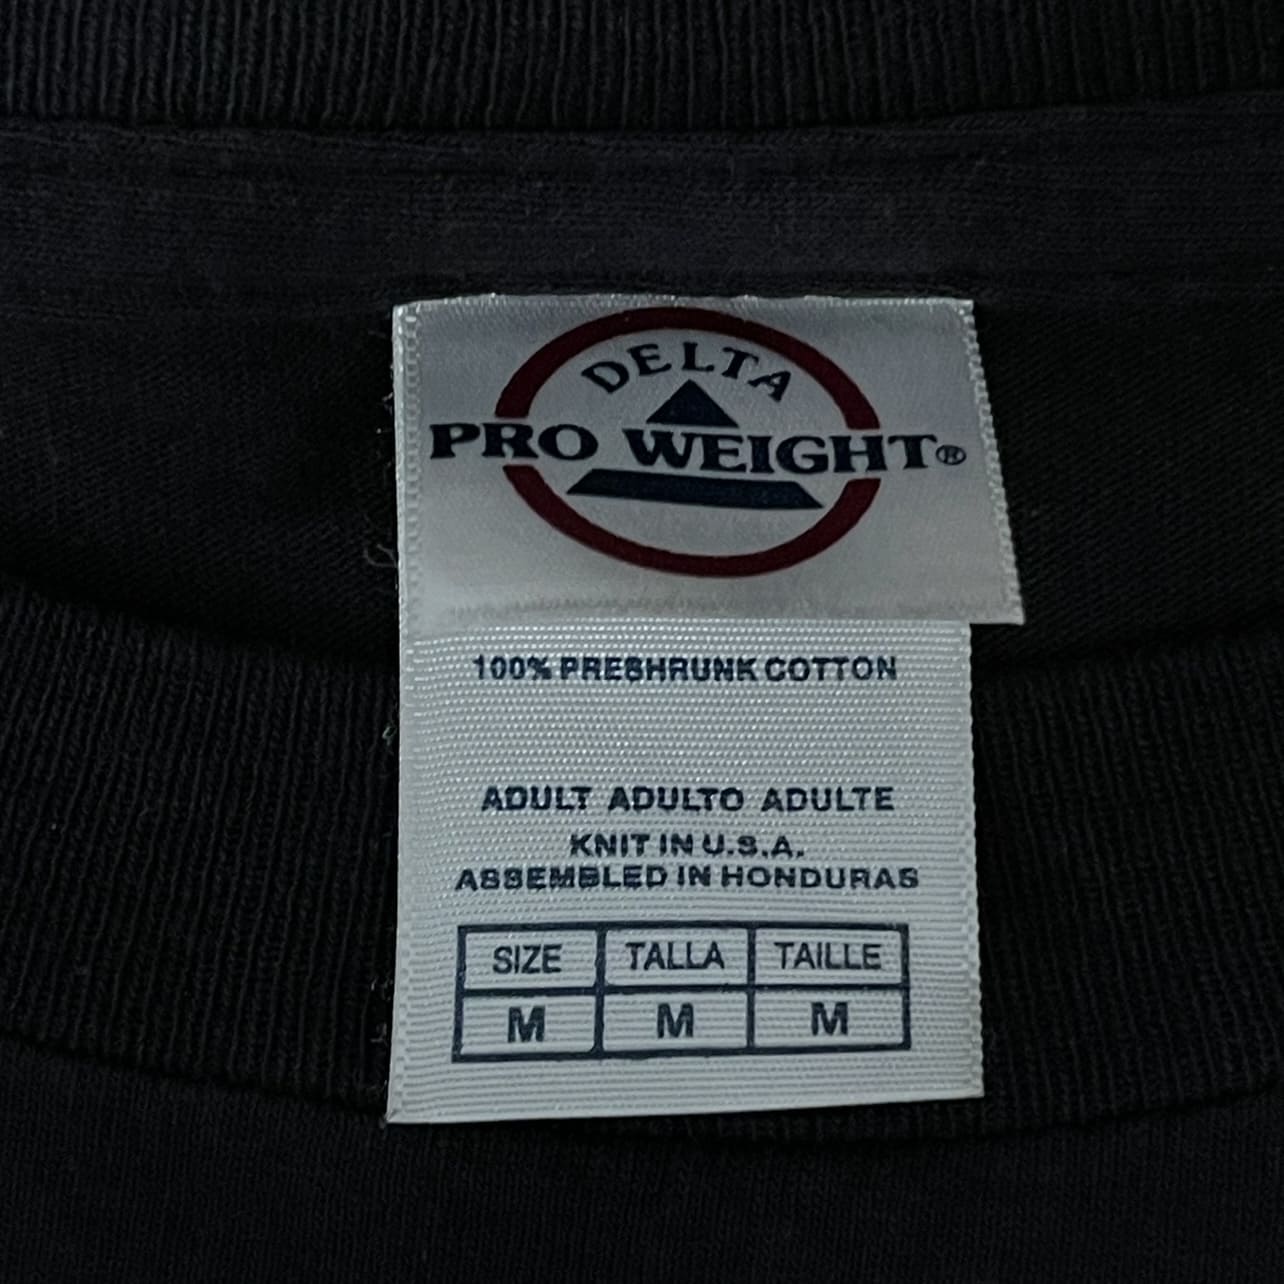 DELTA
PRO WEIGHT®
100% PRESHRUNK COTTON
ADULT ADULTO ADULTE
KNIT IN U.S.A.
ASSEMBLED IN HONDURAS
SIZE TALLA TAILLE
M M M